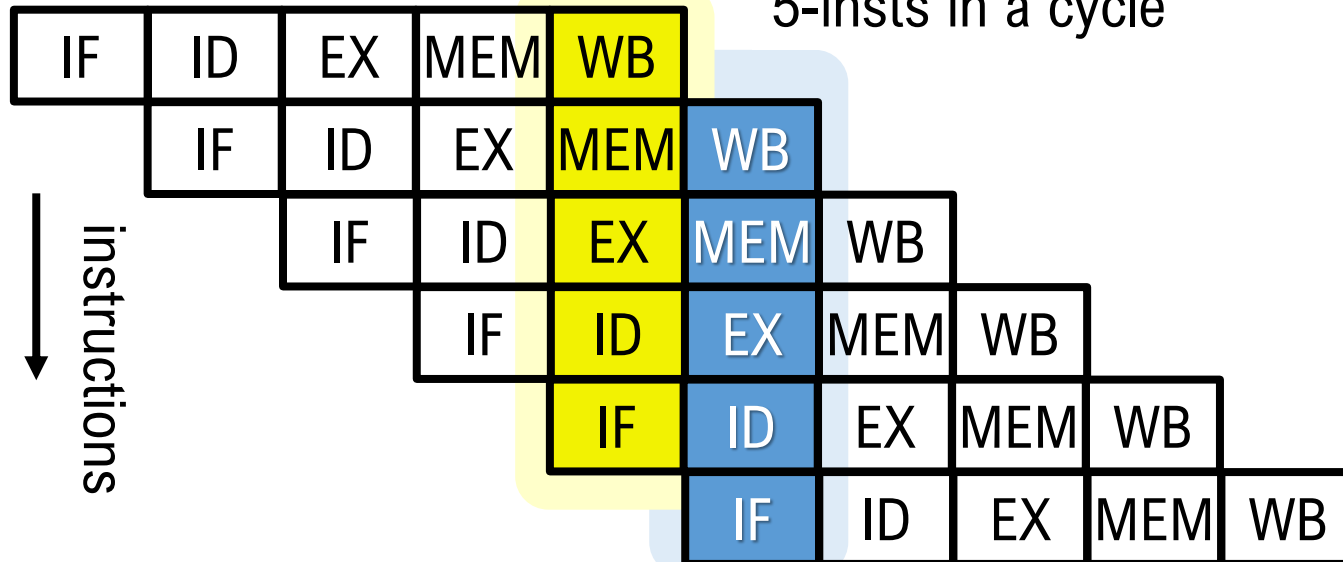 5-insts in a cycle
IF ID EX MEM WB
IF ID EX MEM WB
IF ID EX MEM WB
IF ID EX MEM WB
IF ID EX MEM WB
IF ID EX MEM WB
instructions